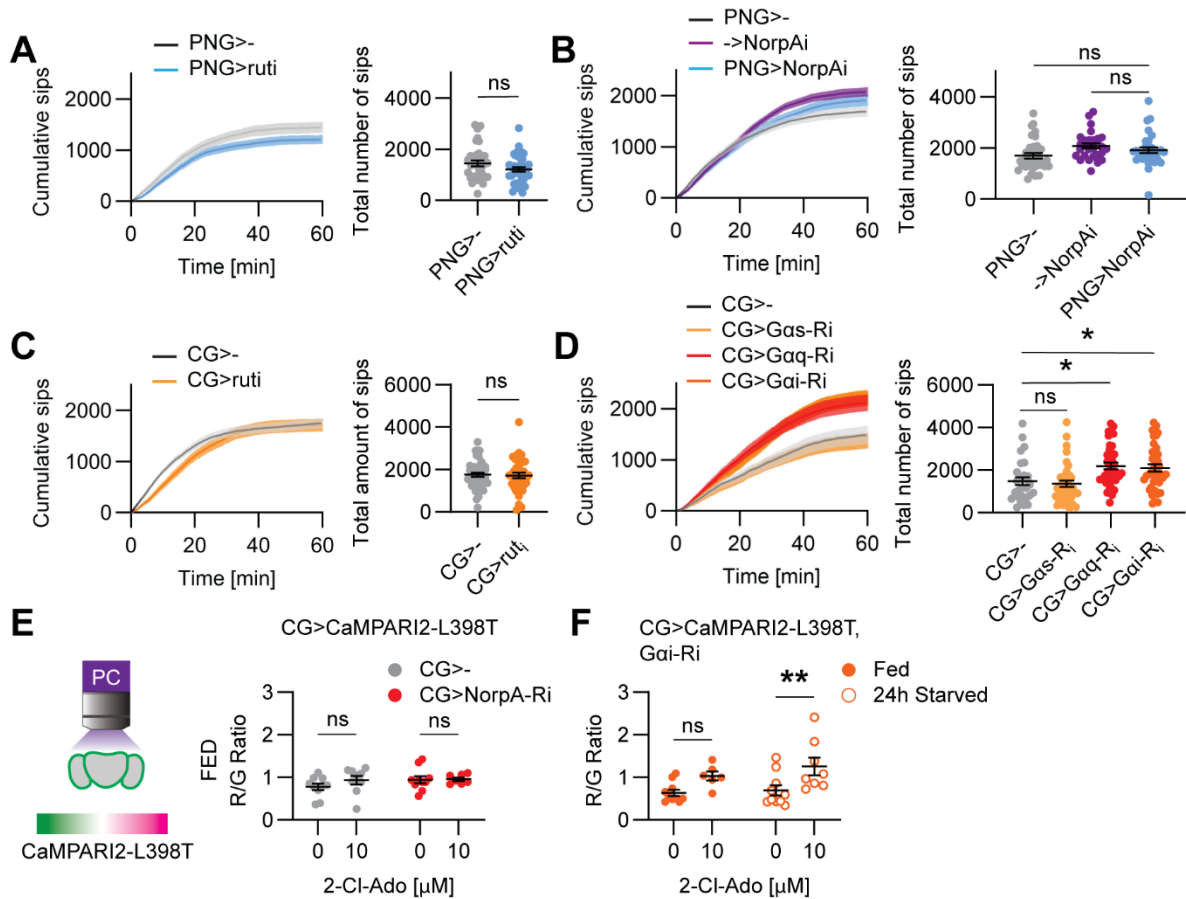 A
PNG>-
PNG>ruti
Cumulative sips
2000
1000
0
0 20 40 60
Time [min]
Total number of sips
4000
2000
0
ns
PNG>-
PNG>ruti
B
PNG>-
->NorpAi
PNG>NorpAi
Cumulative sips
2000
1000
0
0 20 40 60
Time [min]
Total number of sips
4000
2000
0
ns
ns
PNG>-
->NorpAi
PNG>NorpAi
C
CG>-
CG>ruti
Cumulative sips
2000
1000
0
0 20 40 60
Time [min]
Total amount of sips
6000
4000
2000
0
ns
CG>-
CG>ruti
D
CG>-
CG>Gαs-Ri
CG>Gαq-Ri
CG>Gαi-Ri
Cumulative sips
2000
1000
0
0 20 40 60
Time [min]
Total number of sips
6000
4000
2000
0
*
*
ns
CG>-
CG>Gαs-Ri
CG>Gαq-Ri
CG>Gαi-Ri
E
PC
CaMPARI2-L398T
CG>CaMPARI2-L398T
CG>-
CG>NorpA-Ri
FED
R/G Ratio
3
2
1
0
ns
ns
0 10 0 10
2-Cl-Ado [µM]
F
CG>CaMPARI2-L398T,
Gαi-Ri
Fed
24h Starved
R/G Ratio
3
2
1
0
ns
**
0 10 0 10
2-Cl-Ado [µM]